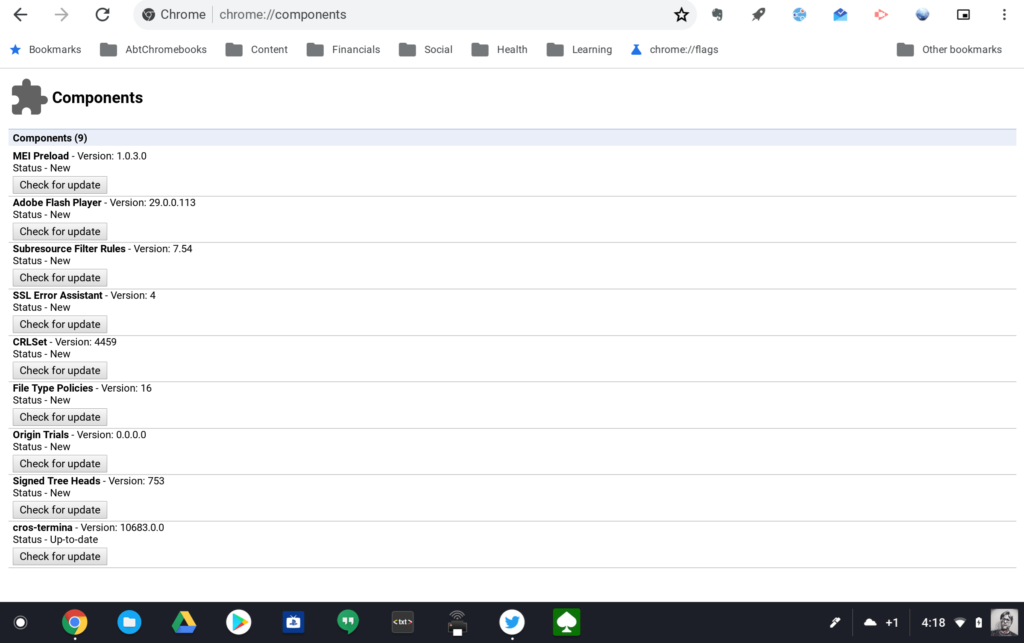 Chrome chrome://components
Bookmarks AbtChromebooks Content Financials Social Health Learning chrome://flags Other bookmarks
Components
Components (9)
MEI Preload - Version: 1.0.3.0
Status - New
Check for update
Adobe Flash Player - Version: 29.0.0.113
Status - New
Check for update
Subresource Filter Rules - Version: 7.54
Status - New
Check for update
SSL Error Assistant - Version: 4
Status - New
Check for update
CRLSet - Version: 4459
Status - New
Check for update
File Type Policies - Version: 16
Status - New
Check for update
Origin Trials - Version: 0.0.0.0
Status - New
Check for update
Signed Tree Heads - Version: 753
Status - New
Check for update
cros-termina - Version: 10683.0.0
Status - Up-to-date
Check for update
<txt> +1 4:18